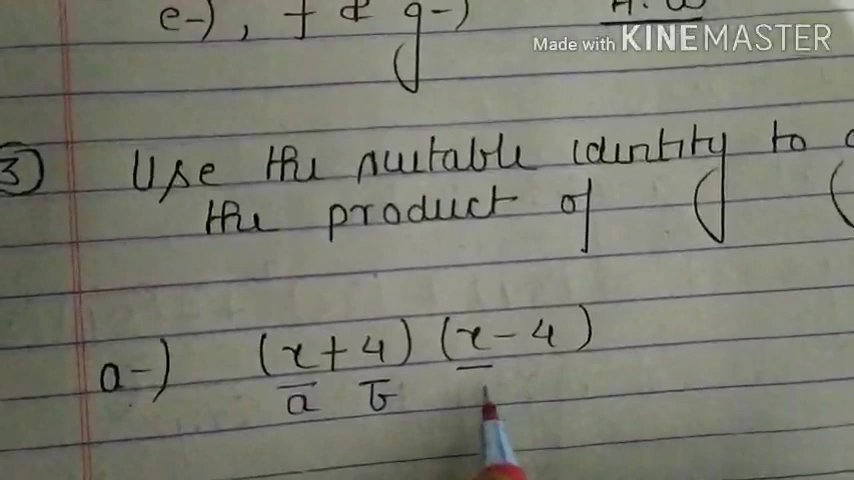 e-), f & g-)
Made with KINEMASTER
3) Use the suitable identity to
the product of
a-) (x + 4) (x - 4)
a b